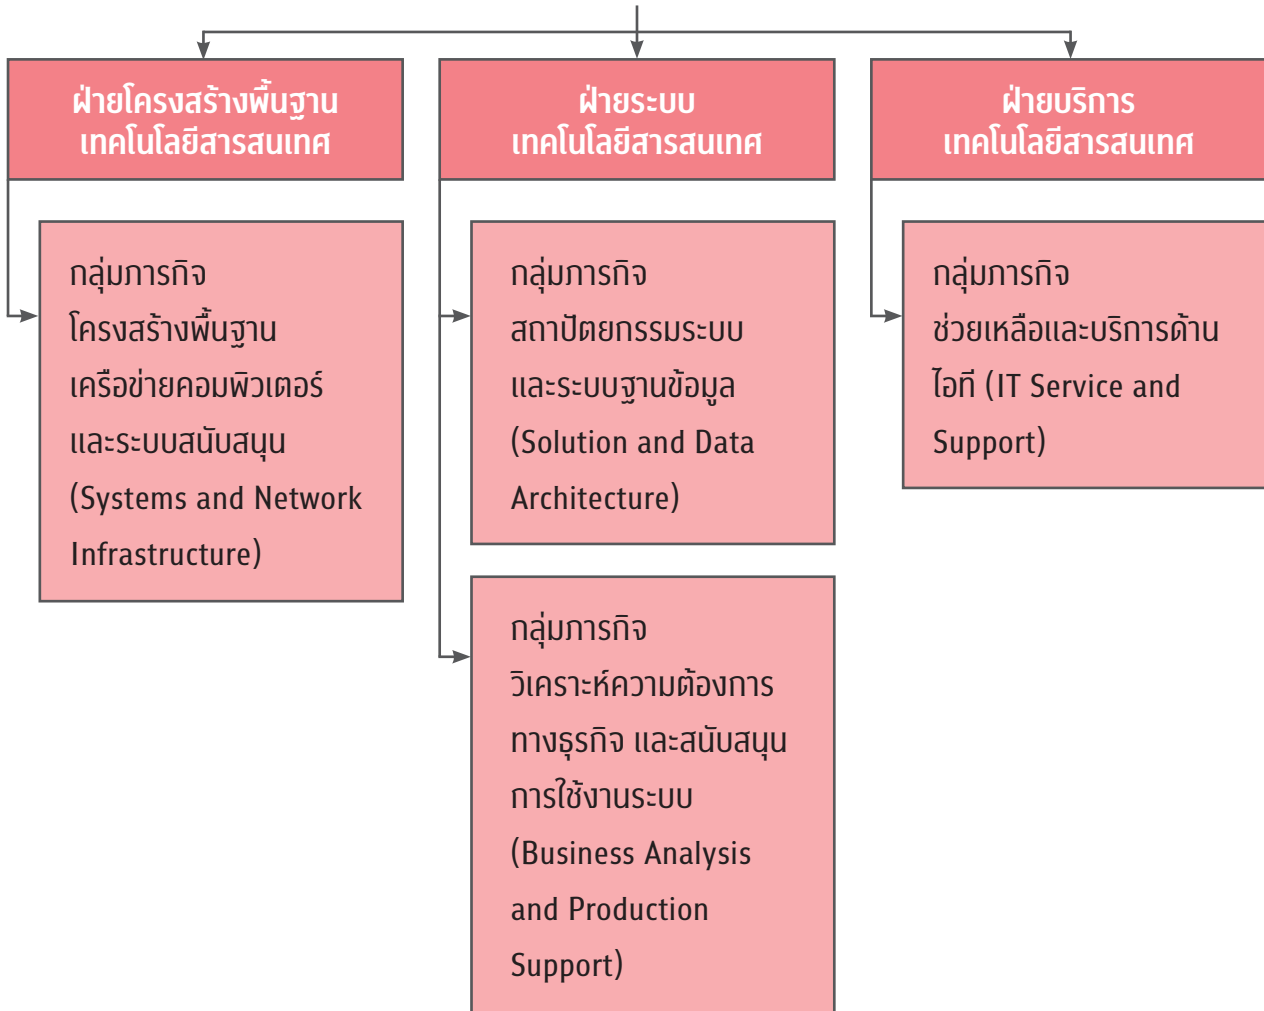 ฝ่ายโครงสร้างพื้นฐาน
เทคโนโลยีสารสนเทศ
กลุ่มภารกิจ
โครงสร้างพื้นฐาน
เครือข่ายคอมพิวเตอร์
และระบบสนับสนุน
(Systems and Network
Infrastructure)
ฝ่ายระบบ
เทคโนโลยีสารสนเทศ
กลุ่มภารกิจ
สถาปัตยกรรมระบบ
และระบบฐานข้อมูล
(Solution and Data
Architecture)
กลุ่มภารกิจ
วิเคราะห์ความต้องการ
ทางธุรกิจ และสนับสนุน
การใช้งานระบบ
(Business Analysis
and Production
Support)
ฝ่ายบริการ
เทคโนโลยีสารสนเทศ
กลุ่มภารกิจ
ช่วยเหลือและบริการด้าน
ไอที (IT Service and
Support)